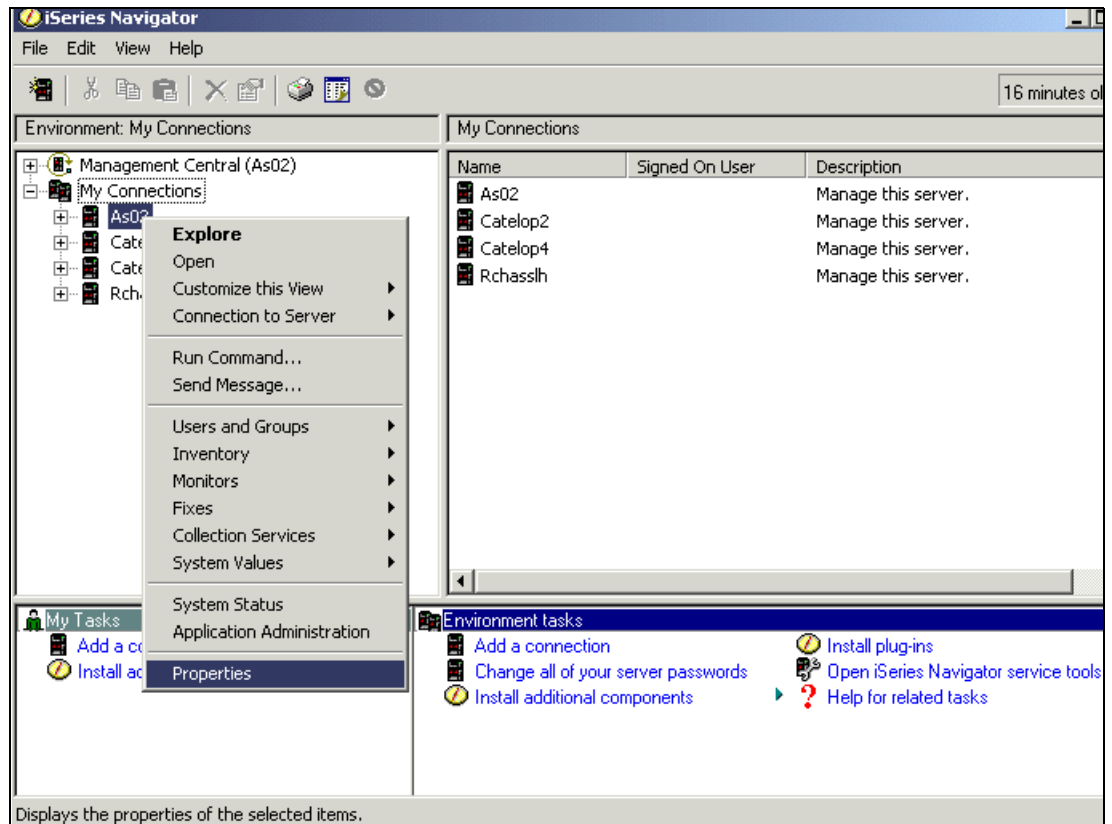 iSeries Navigator
File Edit View Help
16 minutes ol
Environment: My Connections
My Connections
Management Central (As02)
My Connections
As02
Cate
Cate
Rch
Name Signed On User Description
As02 Manage this server.
Catelop2 Manage this server.
Catelop4 Manage this server.
Rchasslh Manage this server.
Explore
Open
Customize this View
Connection to Server
Run Command...
Send Message...
Users and Groups
Inventory
Monitors
Fixes
Collection Services
System Values
System Status
Application Administration
Properties
My Tasks
Add a co
Install ad
Environment tasks
Add a connection
Change all of your server passwords
Install additional components
Install plug-ins
Open iSeries Navigator service tools
Help for related tasks
Displays the properties of the selected items.